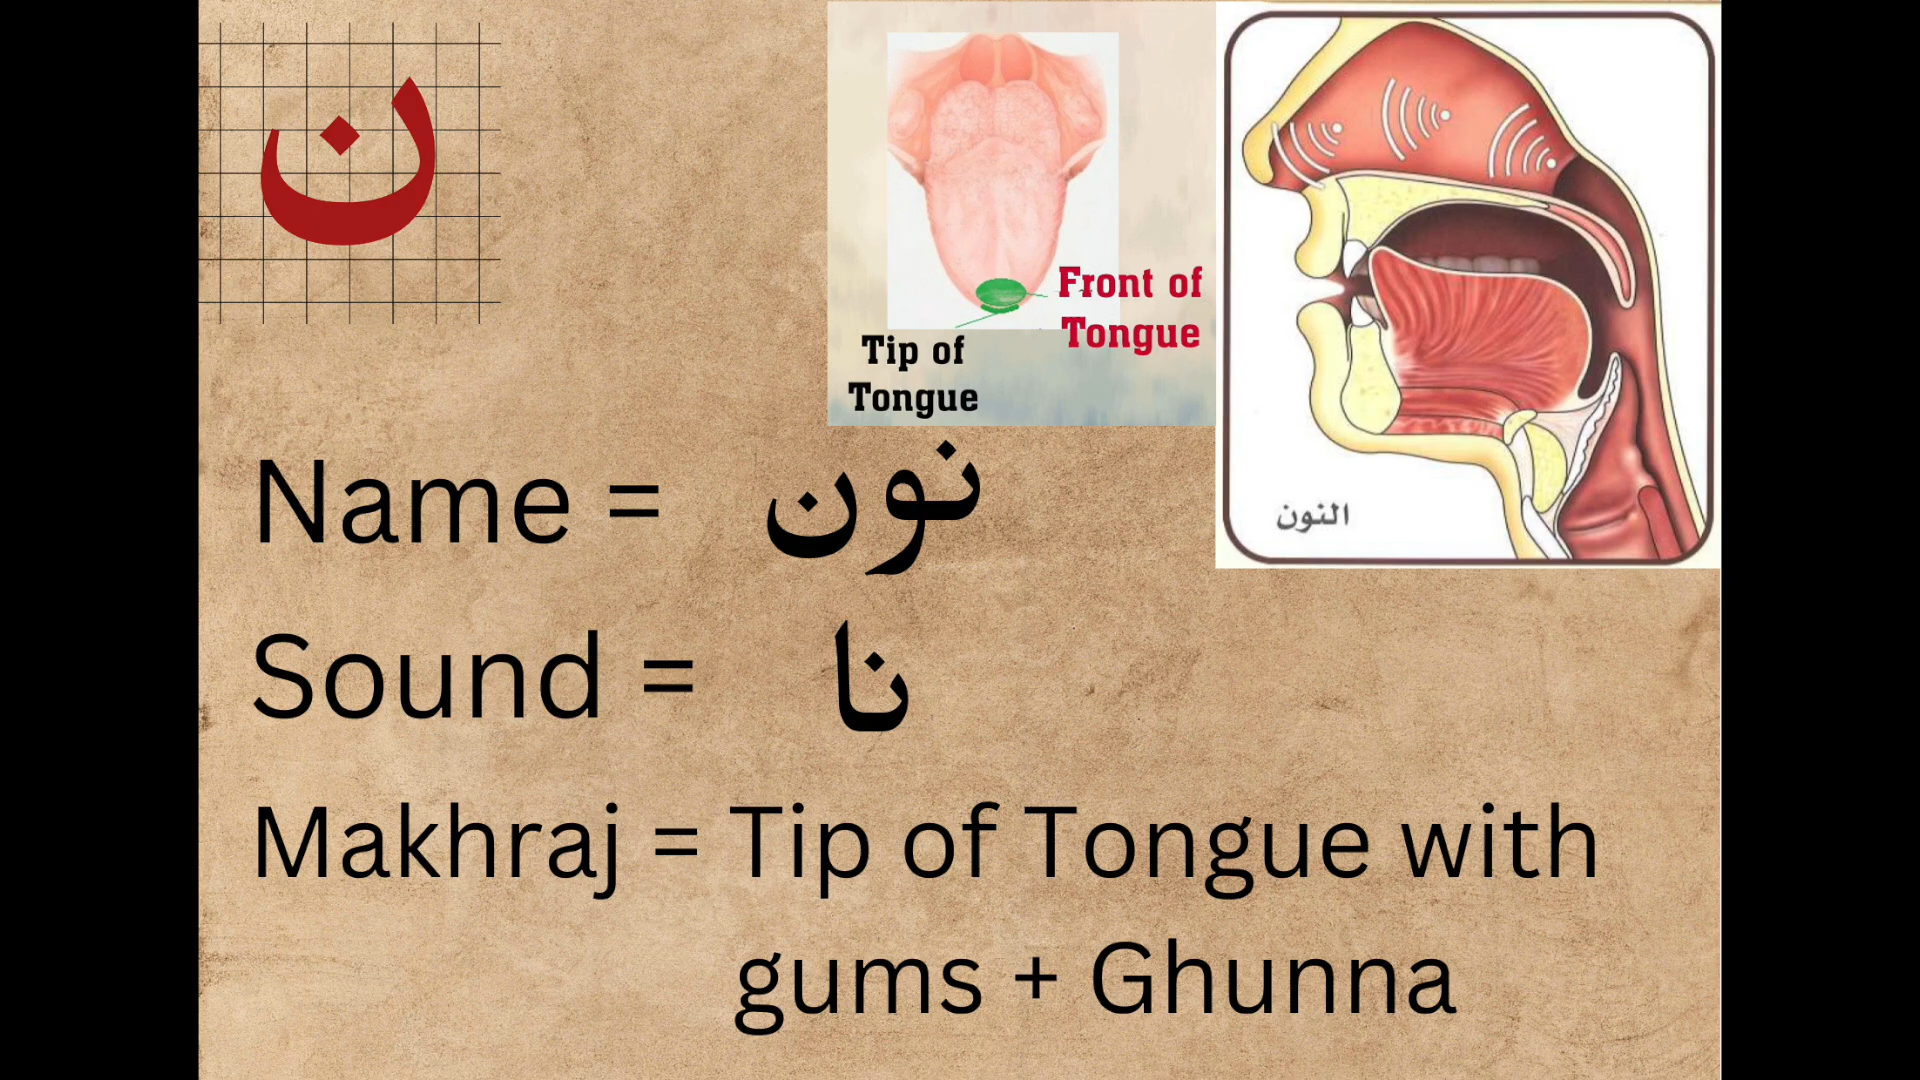 ن
Front of
Tongue
Tip of
Tongue
النون
Name = نون
Sound = نا
Makhraj = Tip of Tongue with
gums + Ghunna